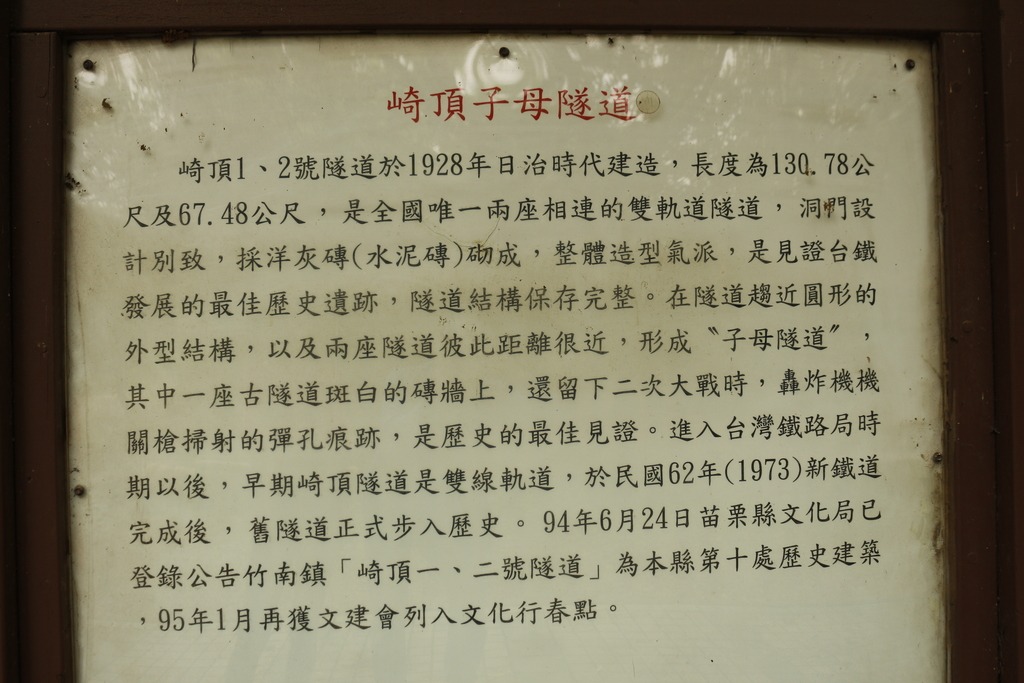 崎頂子母隧道
崎頂1、2號隧道於1928年日治時代建造，長度為130.78公
尺及67.48公尺，是全國唯一兩座相連的雙軌道隧道，洞門設
計別致，採洋灰磚(水泥磚)砌成，整體造型氣派，是見證台鐵
發展的最佳歷史遺跡，隧道結構保存完整。在隧道趨近圓形的
外型結構，以及兩座隧道彼此距離很近，形成〝子母隧道〞，
其中一座古隧道斑白的磚牆上，還留下二次大戰時，轟炸機機
關槍掃射的彈孔痕跡，是歷史的最佳見證。進入台灣鐵路局時
期以後，早期崎頂隧道是雙線軌道，於民國62年(1973)新鐵道
完成後，舊隧道正式步入歷史。94年6月24日苗栗縣文化局已
登錄公告竹南鎮「崎頂一、二號隧道」為本縣第十處歷史建築
，95年1月再獲文建會列入文化行春點。